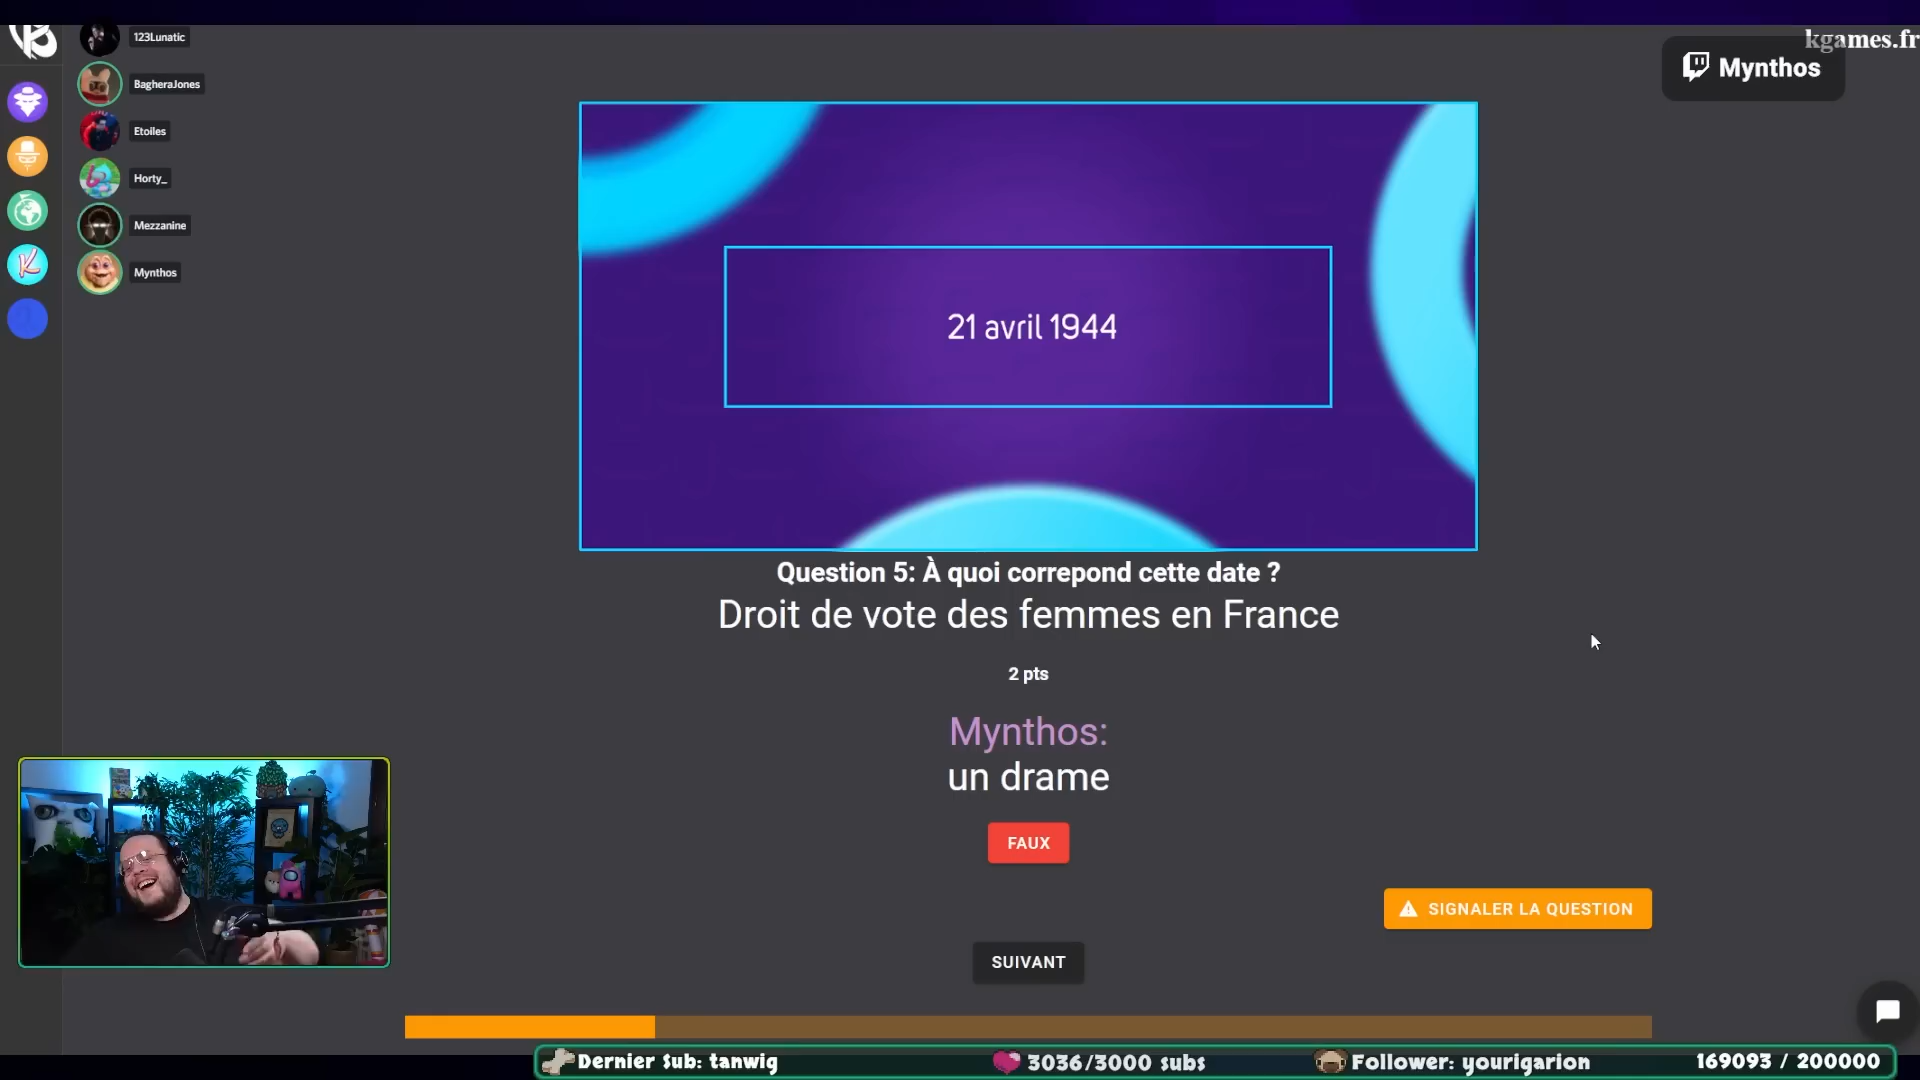 123Lunatic
BagheraJones
Etoiles
Horty_
Mezzanine
Mynthos
kgames.fr
Mynthos
21 avril 1944
Question 5: À quoi correpond cette date ?
Droit de vote des femmes en France
2 pts
Mynthos:
un drame
FAUX
SIGNALER LA QUESTION
SUIVANT
Dernier Sub: tanwig
3036/3000 subs
Follower: yourigarion
169093 / 200000